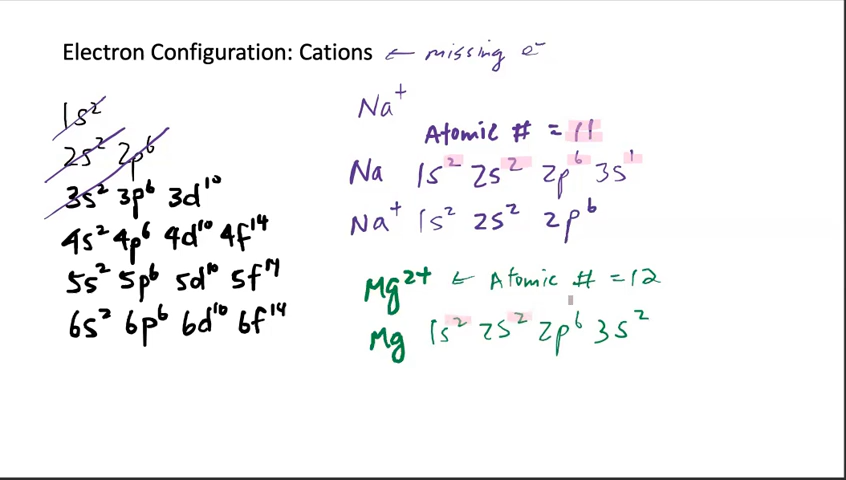 Electron Configuration: Cations ← missing e⁻
1s²
2s² 2p⁶
3s² 3p⁶ 3d¹⁰
4s² 4p⁶ 4d¹⁰ 4f¹⁴
5s² 5p⁶ 5d¹⁰ 5f¹⁴
6s² 6p⁶ 6d¹⁰ 6f¹⁴
Na⁺
Atomic # = 11
Na 1s² 2s² 2p⁶ 3s¹
Na⁺ 1s² 2s² 2p⁶
Mg²⁺ ← Atomic # = 12
Mg 1s² 2s² 2p⁶ 3s²